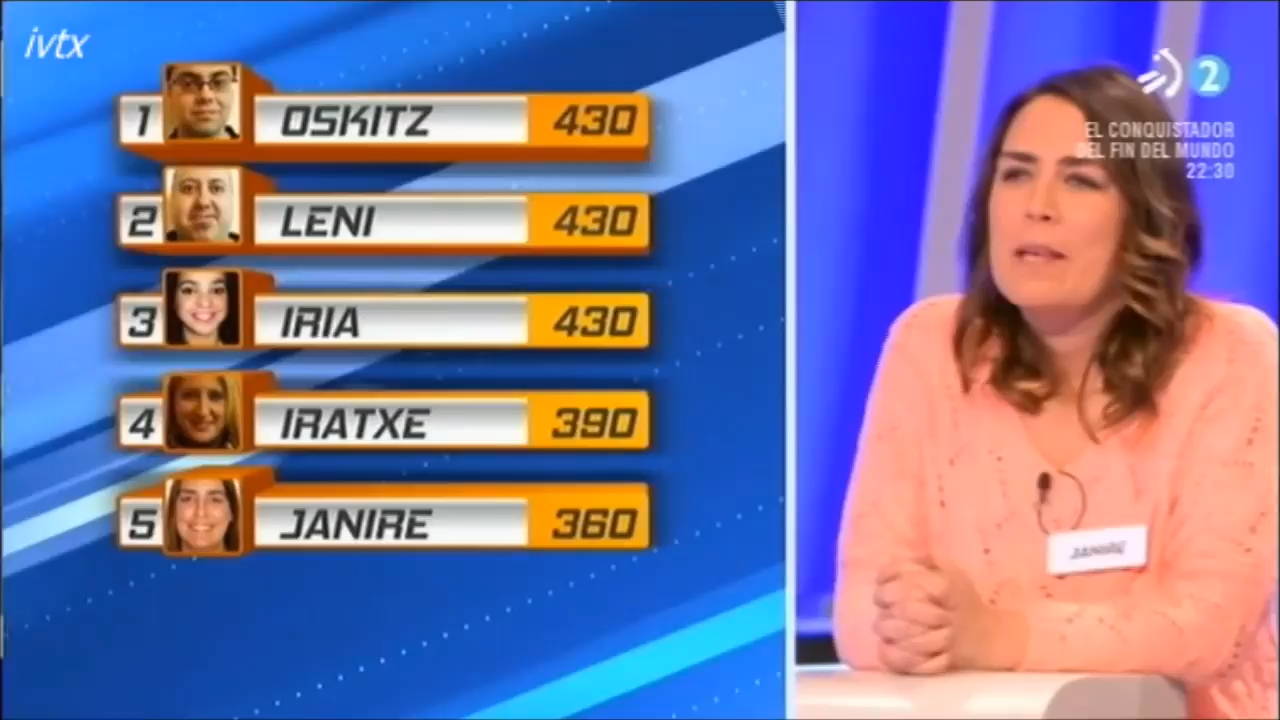 ivtx
1 OSKITZ 430
2 LENI 430
3 IRIA 430
4 IRATXE 390
5 JANIRE 360
2
EL CONQUISTADOR
DEL FIN DEL MUNDO
22:30
JANIRE